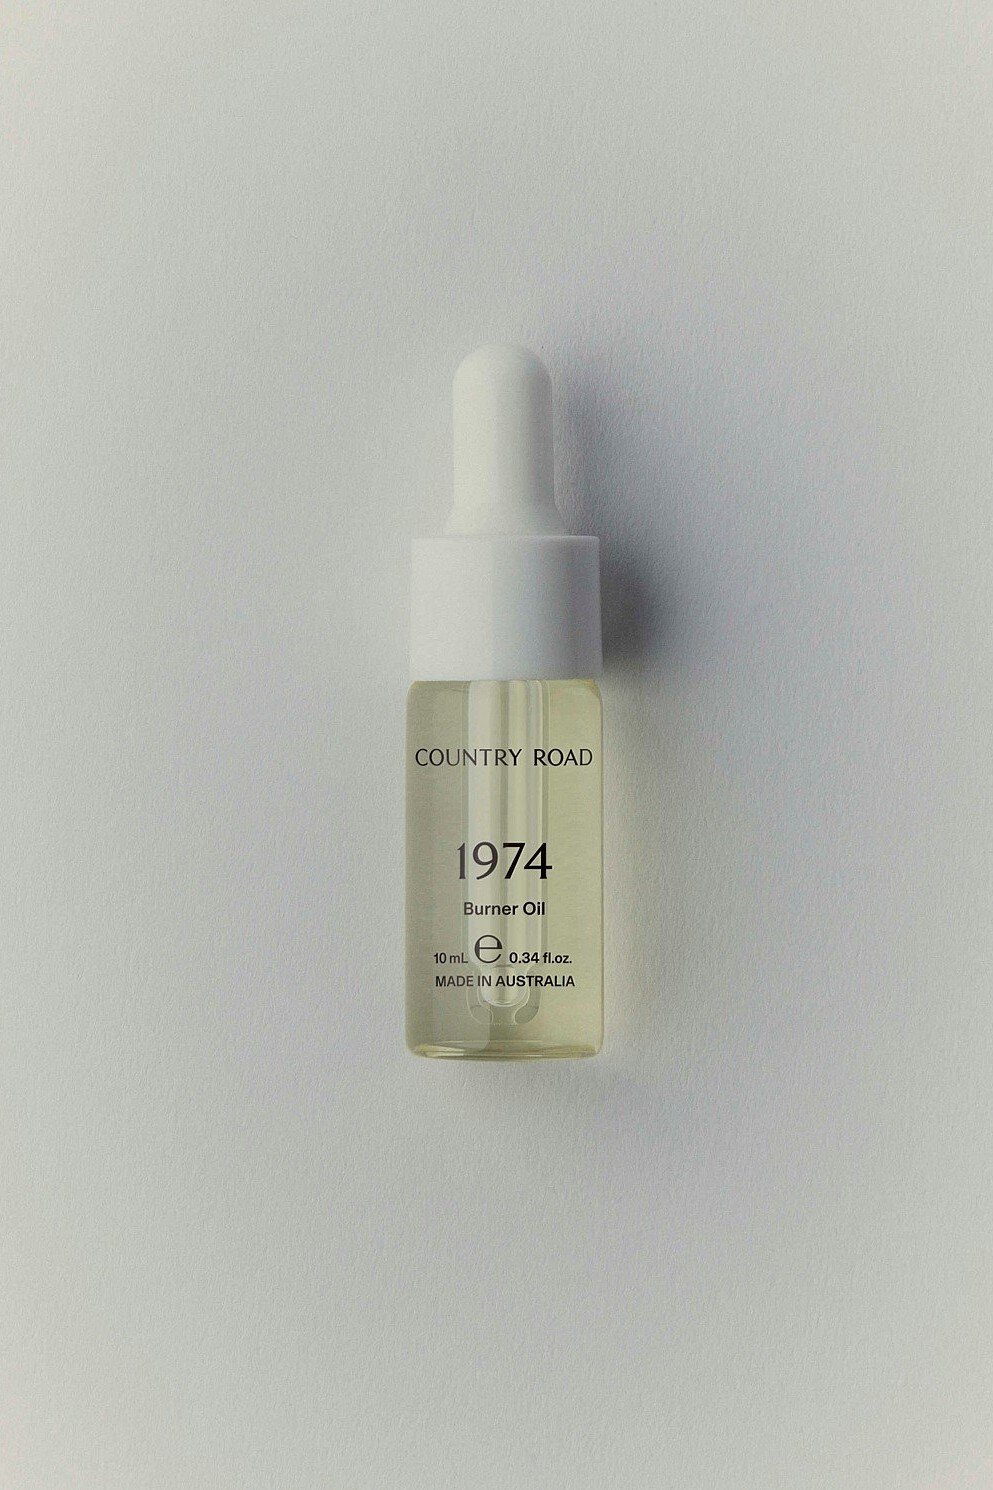 COUNTRY ROAD
1974
Burner Oil
10 mL e 0.34 fl.oz.
MADE IN AUSTRALIA